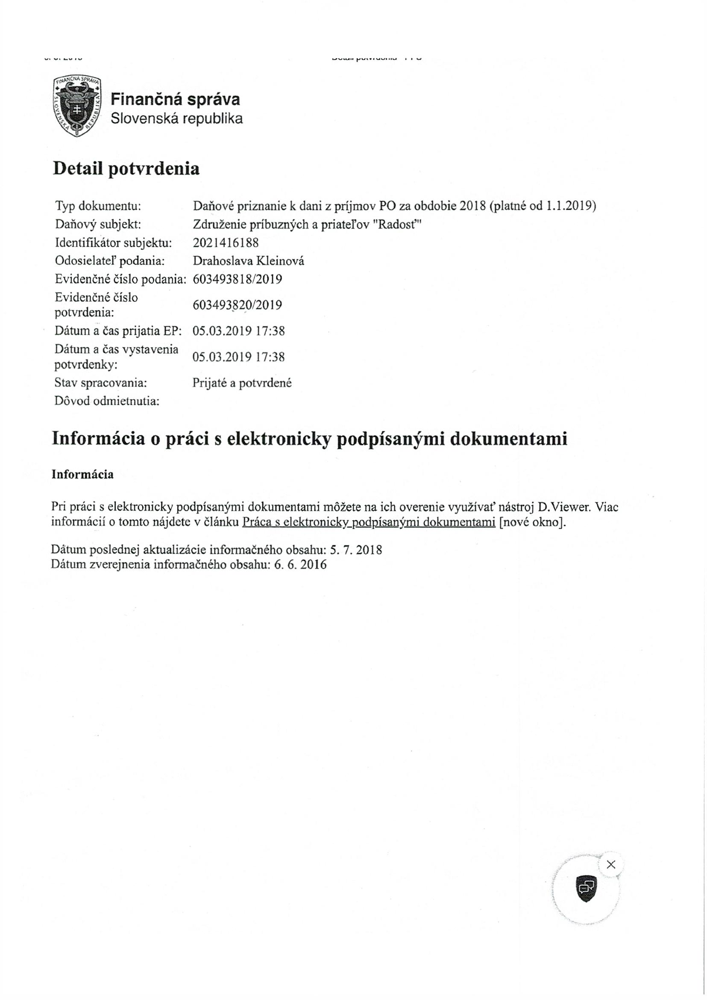 FINANČNÁ SPRÁVA
SLOVENSKÁ REPUBLIKA
Finančná správa
Slovenská republika
Detail potvrdenia
Typ dokumentu: Daňové priznanie k dani z príjmov PO za obdobie 2018 (platné od 1.1.2019)
Daňový subjekt: Združenie príbuzných a priateľov "Radosť"
Identifikátor subjektu: 2021416188
Odosielateľ podania: Drahoslava Kleinová
Evidenčné číslo podania: 603493818/2019
Evidenčné číslo
potvrdenia: 603493820/2019
Dátum a čas prijatia EP: 05.03.2019 17:38
Dátum a čas vystavenia
potvrdenky: 05.03.2019 17:38
Stav spracovania: Prijaté a potvrdené
Dôvod odmietnutia:
Informácia o práci s elektronicky podpísanými dokumentami
Informácia
Pri práci s elektronicky podpísanými dokumentami môžete na ich overenie využívať nástroj D.Viewer. Viac
informácií o tomto nájdete v článku Práca s elektronicky podpísanými dokumentami [nové okno].
Dátum poslednej aktualizácie informačného obsahu: 5. 7. 2018
Dátum zverejnenia informačného obsahu: 6. 6. 2016